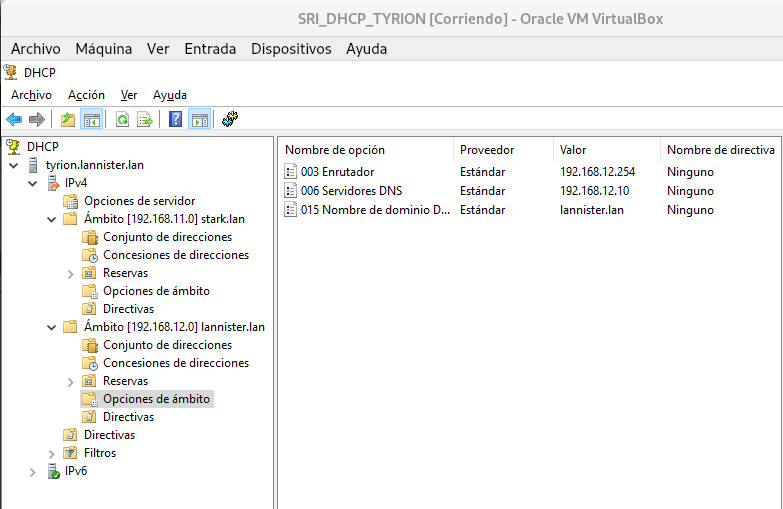 SRI_DHCP_TYRION [Corriendo] - Oracle VM VirtualBox
Archivo Máquina Ver Entrada Dispositivos Ayuda
DHCP
Archivo Acción Ver Ayuda
DHCP
tyrion.lannister.lan
IPv4
Opciones de servidor
Ámbito [192.168.11.0] stark.lan
Conjunto de direcciones
Concesiones de direcciones
Reservas
Opciones de ámbito
Directivas
Ámbito [192.168.12.0] lannister.lan
Conjunto de direcciones
Concesiones de direcciones
Reservas
Opciones de ámbito
Directivas
Directivas
Filtros
IPv6
Nombre de opción Proveedor Valor Nombre de directiva
003 Enrutador Estándar 192.168.12.254 Ninguno
006 Servidores DNS Estándar 192.168.12.10 Ninguno
015 Nombre de dominio D... Estándar lannister.lan Ninguno